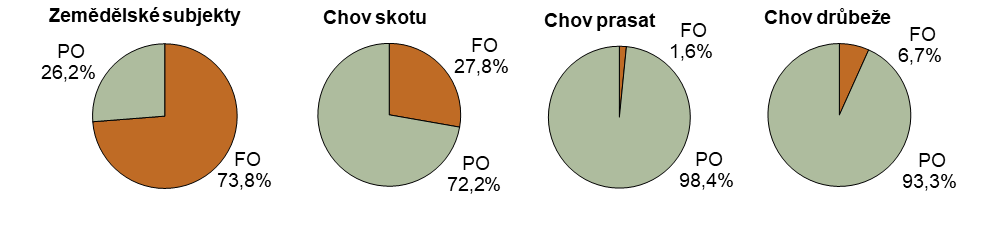 Zemědělské subjekty
PO
26,2%
FO
73,8%
Chov skotu
FO
27,8%
PO
72,2%
Chov prasat
FO
1,6%
PO
98,4%
Chov drůbeže
FO
6,7%
PO
93,3%